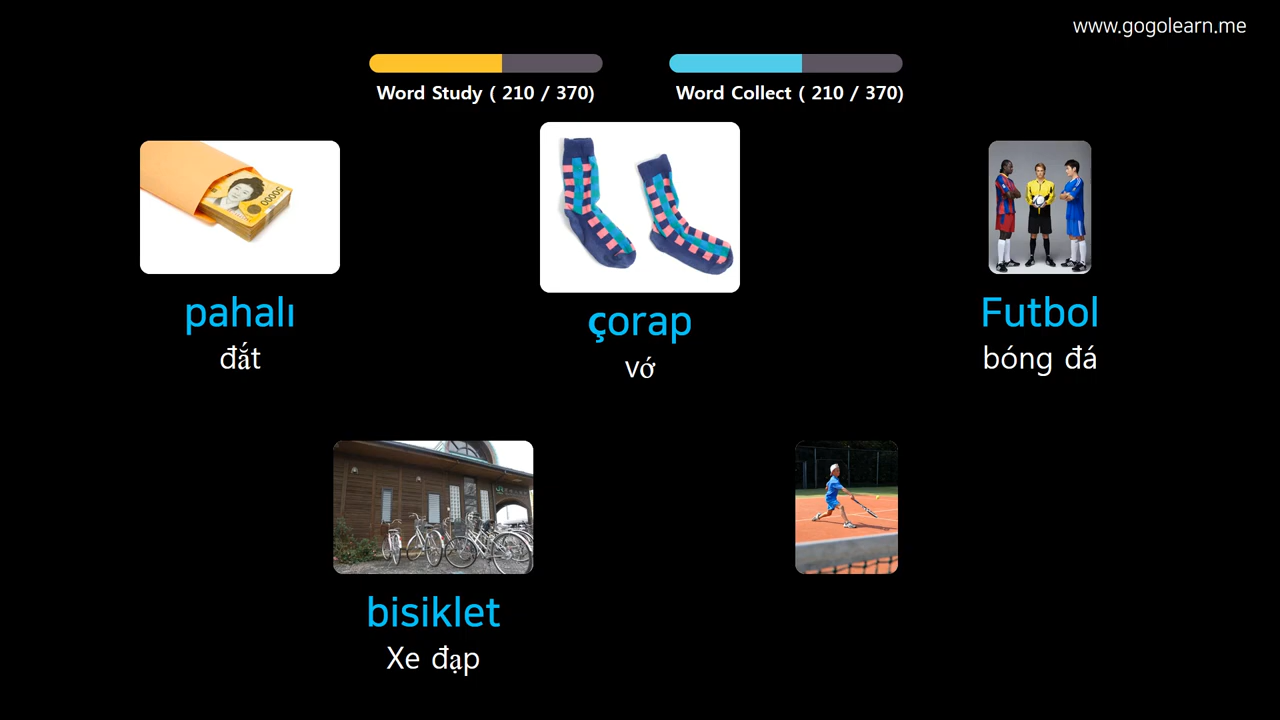 www.gogolearn.me
Word Study ( 210 / 370)
Word Collect ( 210 / 370)
pahalı
đắt
çorap
vớ
Futbol
bóng đá
bisiklet
Xe đạp